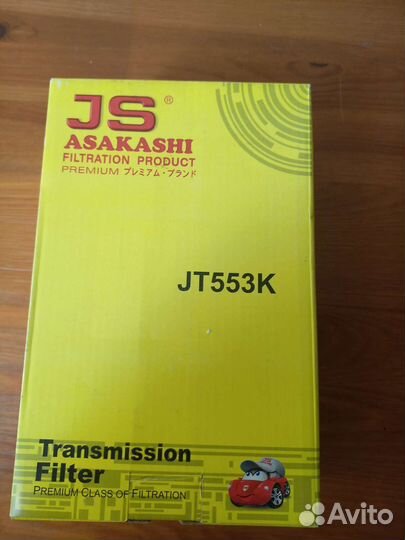 JS®
ASAKASHI
FILTRATION PRODUCT
PREMIUM プレミアム・ブランド
JT553K
Transmission
Filter
PREMIUM CLASS OF FILTRATION
Avito